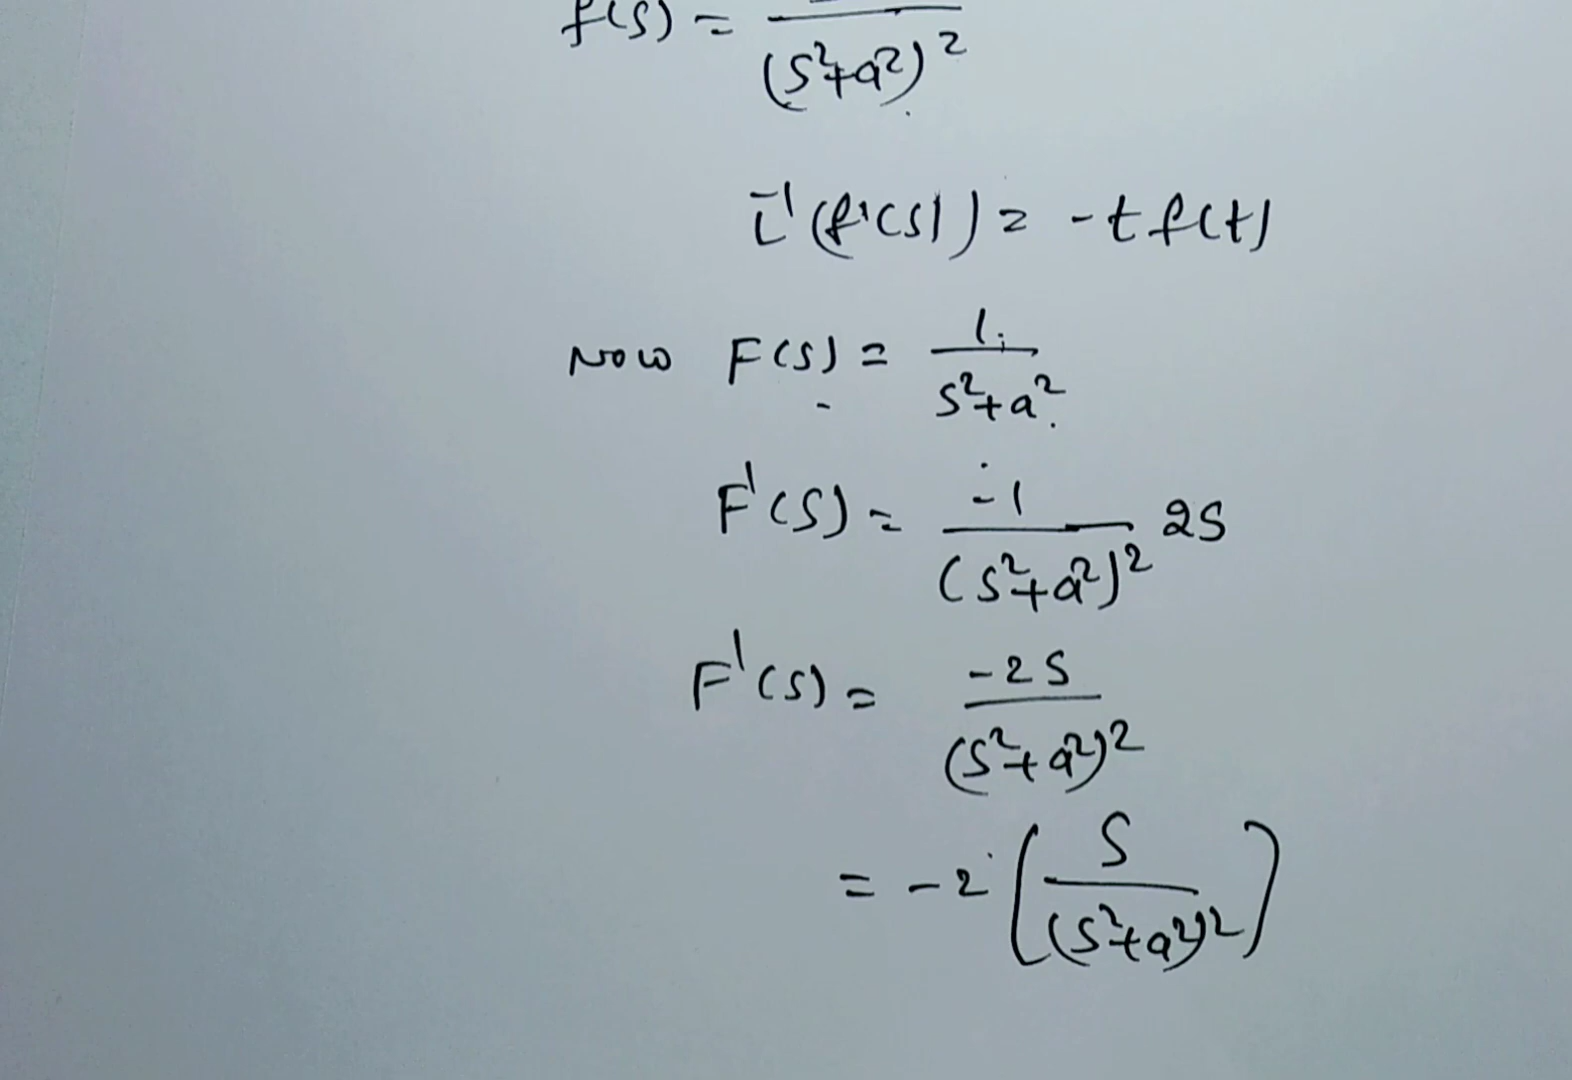 f(s) = ─── / (s²+a²)²
L⁻¹(f'(s)) = -t f(t)
Now F(s) = 1 / s²+a²
F'(s) = -1 / (s²+a²)² 2s
F'(s) = -2s / (s²+a²)²
= -2 ( s / (s²+a²)² )